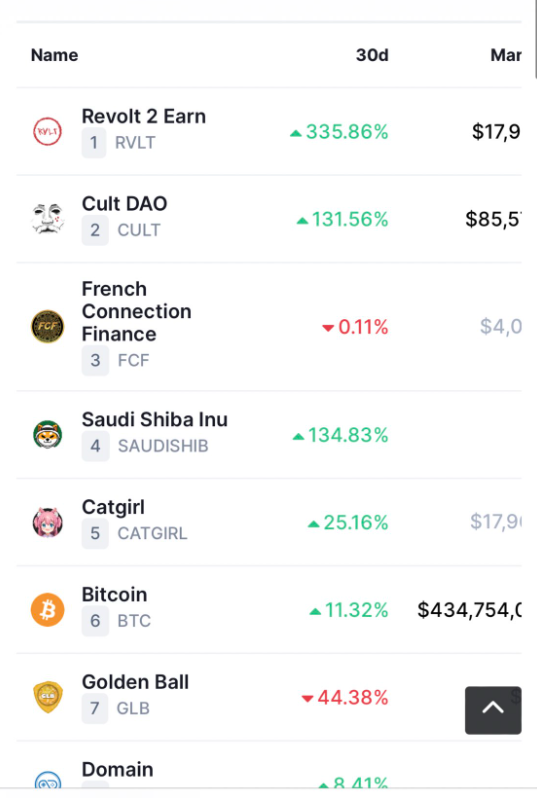 Name 30d Mar
Revolt 2 Earn
1 RVLT
335.86% $17,9
Cult DAO
2 CULT
131.56% $85,5
French
Connection
Finance
3 FCF
0.11% $4,0
Saudi Shiba Inu
4 SAUDISHIB
134.83%
Catgirl
5 CATGIRL
25.16% $17,9
Bitcoin
6 BTC
11.32% $434,754,0
Golden Ball
7 GLB
44.38%
Domain
8.41%